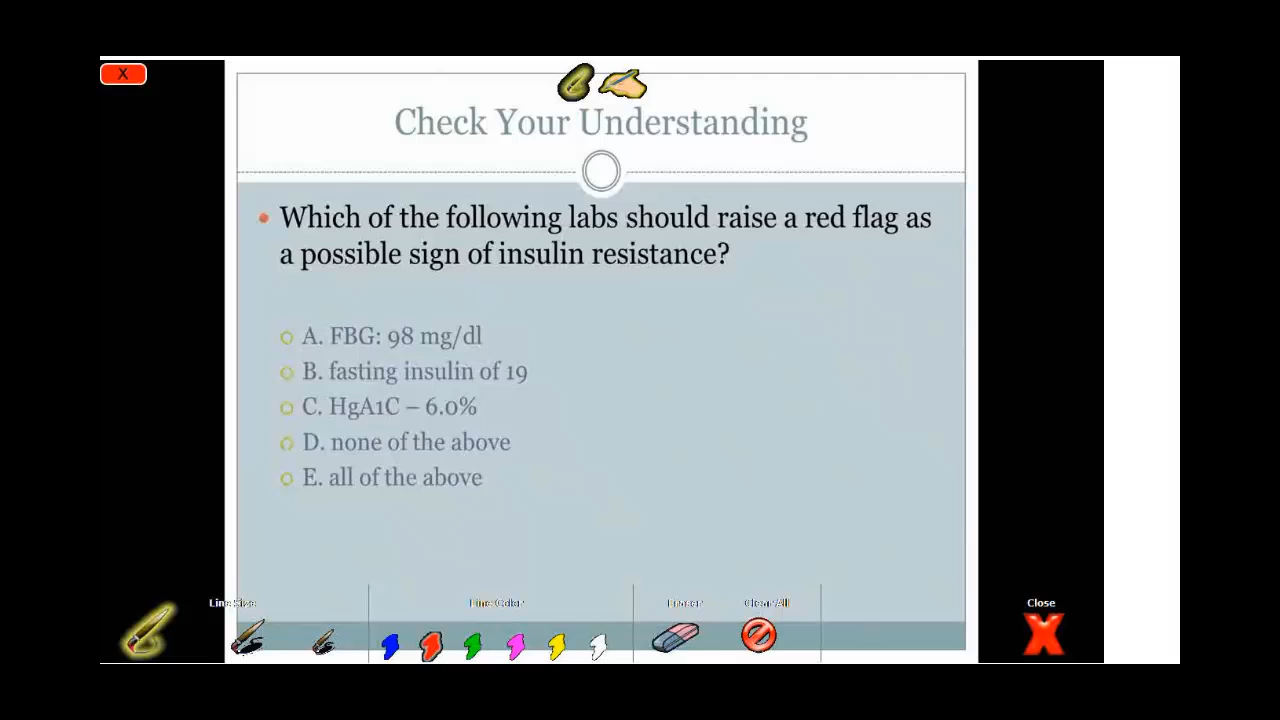 X
Check Your Understanding
Which of the following labs should raise a red flag as
a possible sign of insulin resistance?
A. FBG: 98 mg/dl
B. fasting insulin of 19
C. HgA1C – 6.0%
D. none of the above
E. all of the above
Line Size
Line Color
Eraser
Clear All
Close